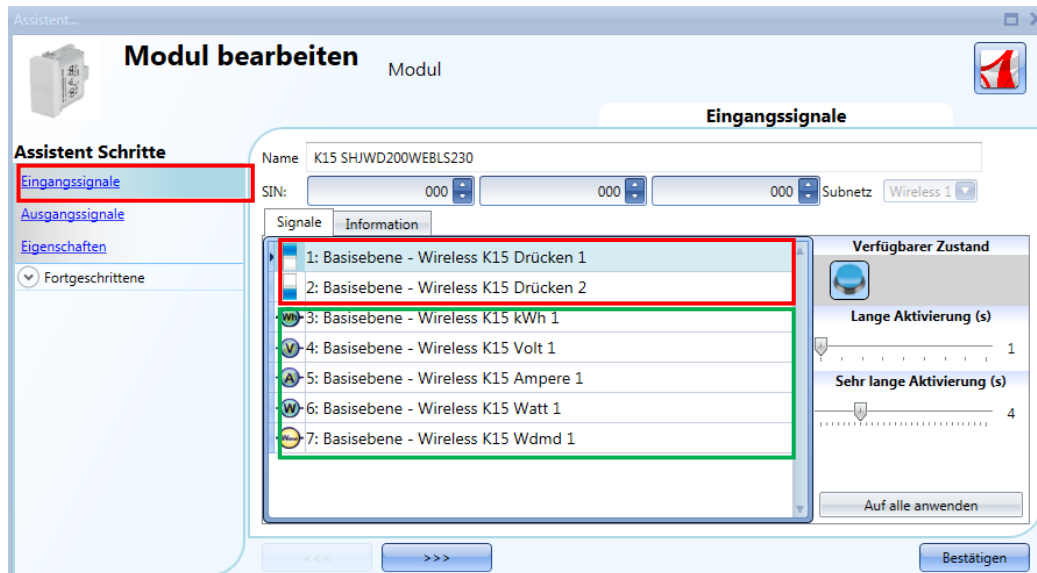 Assistent...
Modul bearbeiten
Modul
Eingangssignale
Assistent Schritte
Eingangssignale
Ausgangssignale
Eigenschaften
Fortgeschrittene
Name K15 SHJWD200WEBLS230
SIN: 000 000 000 Subnetz Wireless 1
Signale Information
1: Basisebene - Wireless K15 Drücken 1
2: Basisebene - Wireless K15 Drücken 2
Wh 3: Basisebene - Wireless K15 kWh 1
V 4: Basisebene - Wireless K15 Volt 1
A 5: Basisebene - Wireless K15 Ampere 1
W 6: Basisebene - Wireless K15 Watt 1
7: Basisebene - Wireless K15 Wdmd 1
Verfügbarer Zustand
Lange Aktivierung (s)
1
Sehr lange Aktivierung (s)
4
Auf alle anwenden
<<< >>> Bestätigen